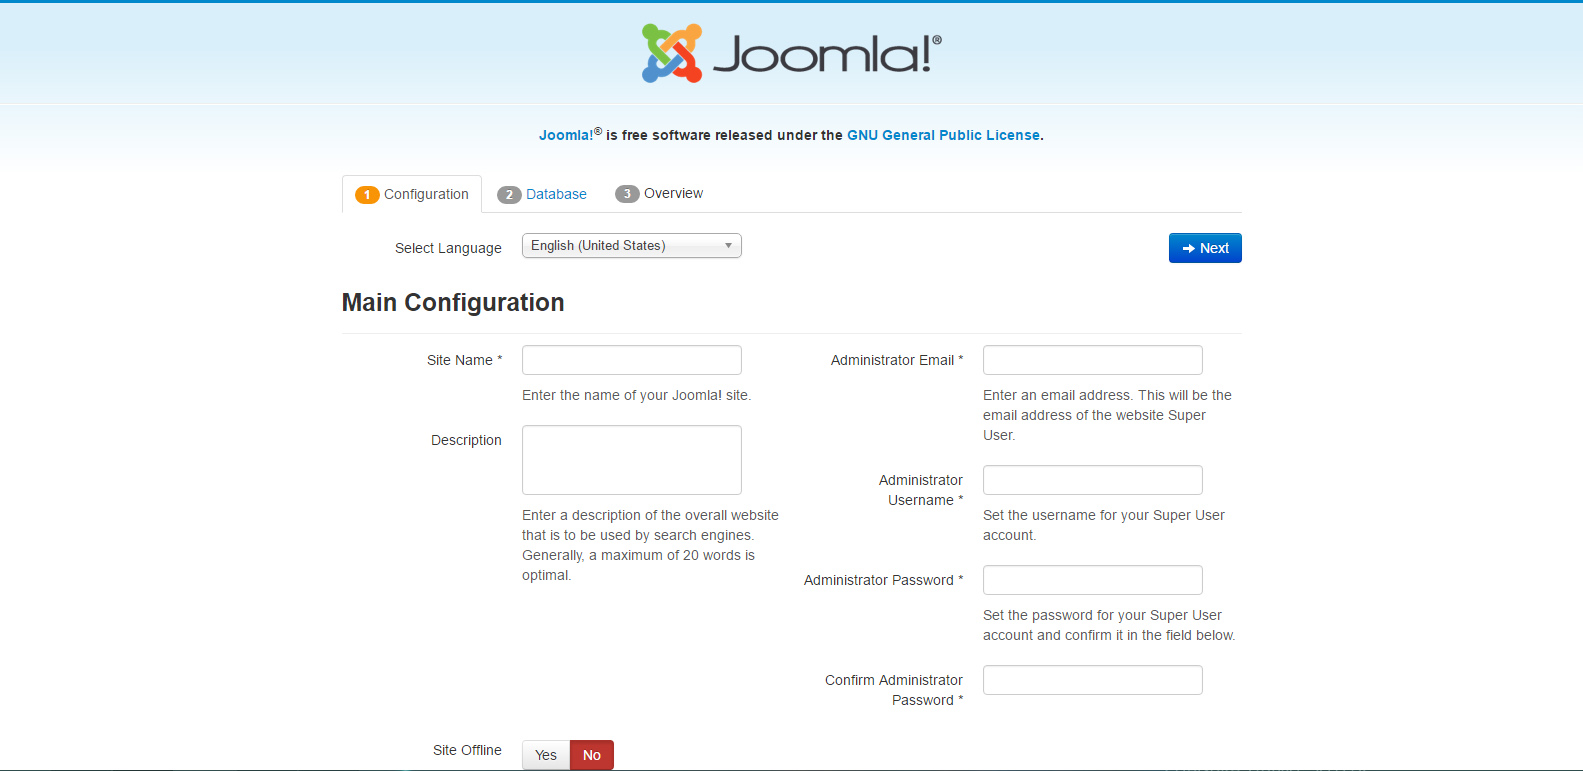 Joomla!®
Joomla!® is free software released under the GNU General Public License.
1 Configuration 2 Database 3 Overview
Select Language English (United States) Next
Main Configuration
Site Name *
Enter the name of your Joomla! site.
Description
Enter a description of the overall website
that is to be used by search engines.
Generally, a maximum of 20 words is
optimal.
Administrator Email *
Enter an email address. This will be the
email address of the website Super
User.
Administrator
Username *
Set the username for your Super User
account.
Administrator Password *
Set the password for your Super User
account and confirm it in the field below.
Confirm Administrator
Password *
Site Offline Yes No